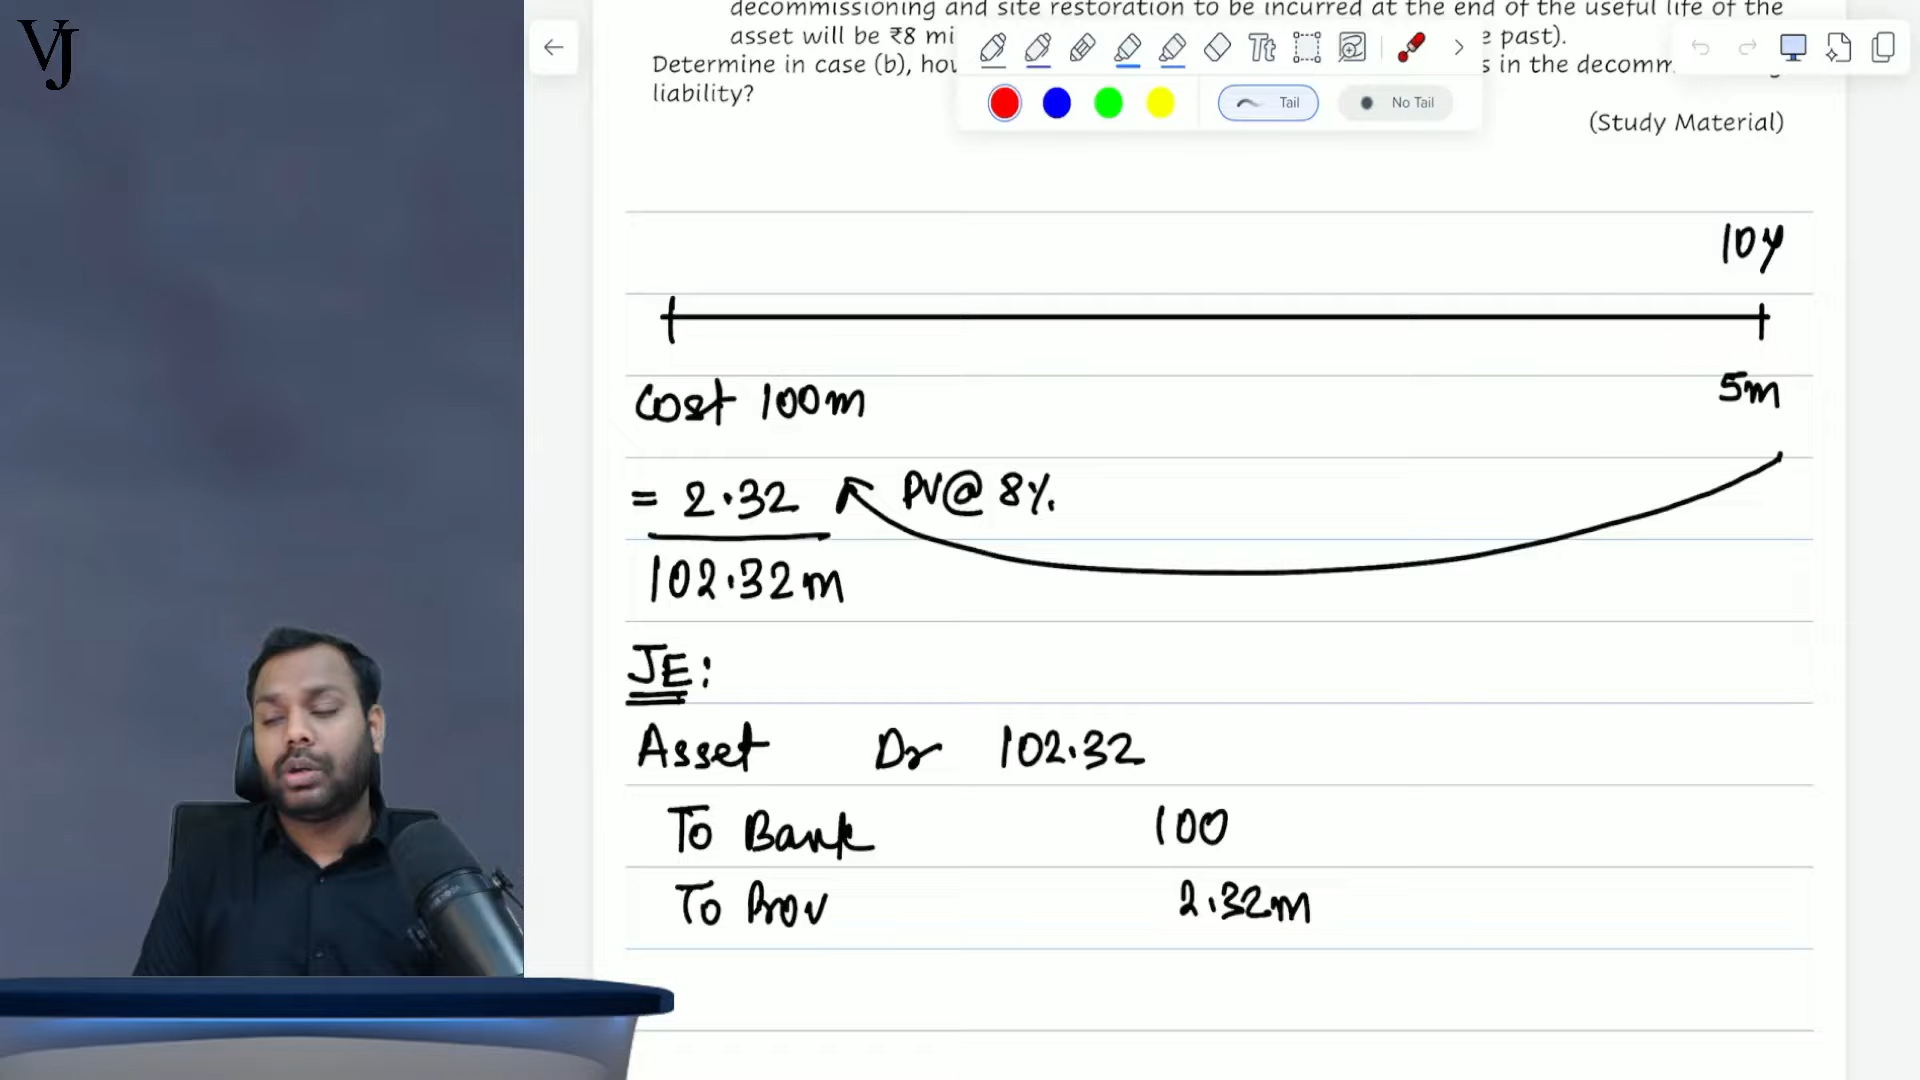 VJ
decommissioning and site restoration to be incurred at the end of the useful life of the
asset will be ₹8 mi e past).
Determine in case (b), how s in the decomm
liability?
Tt
Tail
No Tail
(Study Material)
10y
Cost 100m 5m
= 2.32 PV@ 8%
102.32m
JE:
Asset Dr 102.32
To Bank 100
To Prov 2.32m